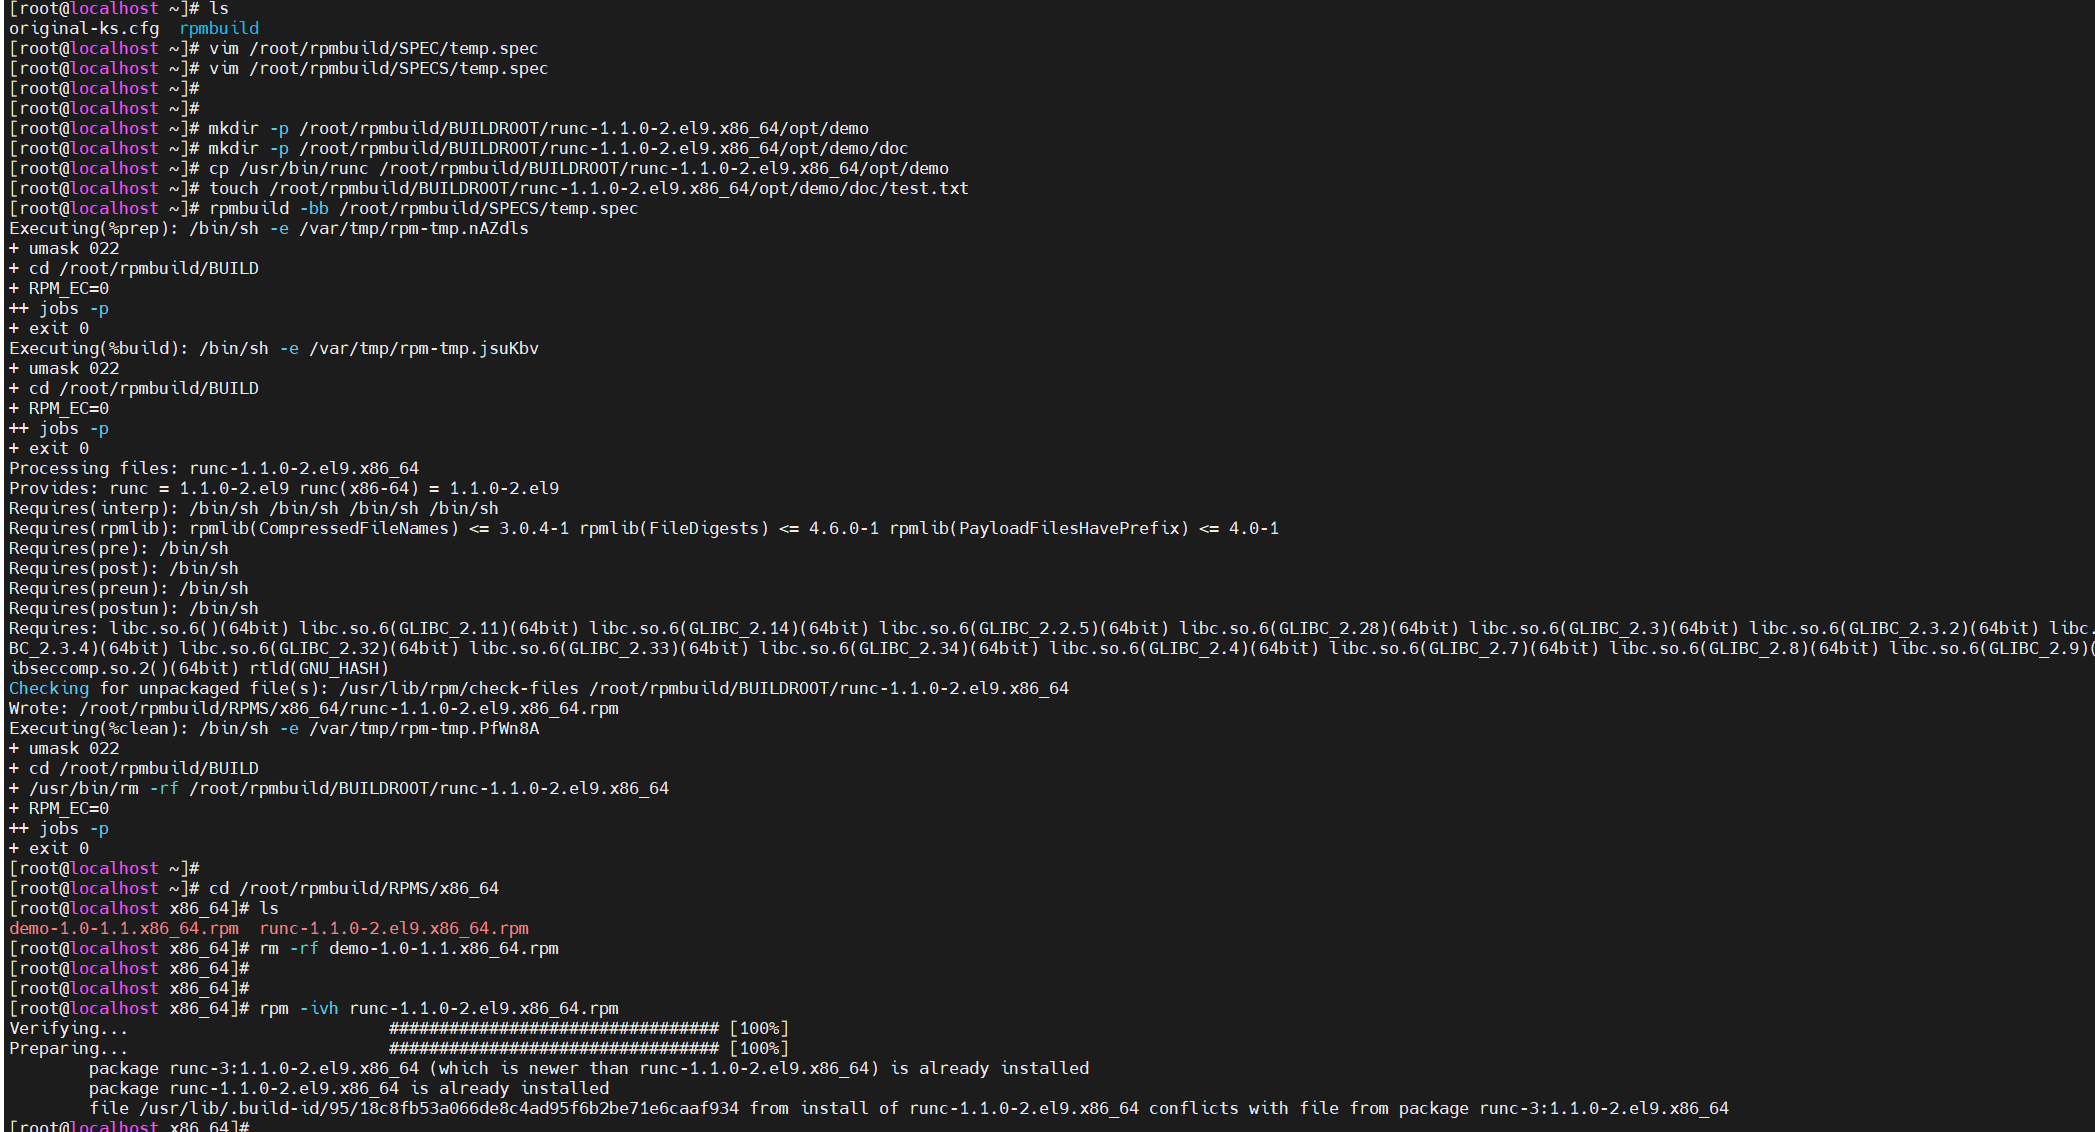 [root@localhost ~]# ls
original-ks.cfg  rpmbuild
[root@localhost ~]# vim /root/rpmbuild/SPEC/temp.spec
[root@localhost ~]# vim /root/rpmbuild/SPECS/temp.spec
[root@localhost ~]#
[root@localhost ~]#
[root@localhost ~]# mkdir -p /root/rpmbuild/BUILDROOT/runc-1.1.0-2.el9.x86_64/opt/demo
[root@localhost ~]# mkdir -p /root/rpmbuild/BUILDROOT/runc-1.1.0-2.el9.x86_64/opt/demo/doc
[root@localhost ~]# cp /usr/bin/runc /root/rpmbuild/BUILDROOT/runc-1.1.0-2.el9.x86_64/opt/demo
[root@localhost ~]# touch /root/rpmbuild/BUILDROOT/runc-1.1.0-2.el9.x86_64/opt/demo/doc/test.txt
[root@localhost ~]# rpmbuild -bb /root/rpmbuild/SPECS/temp.spec
Executing(%prep): /bin/sh -e /var/tmp/rpm-tmp.nAZdls
+ umask 022
+ cd /root/rpmbuild/BUILD
+ RPM_EC=0
++ jobs -p
+ exit 0
Executing(%build): /bin/sh -e /var/tmp/rpm-tmp.jsuKbv
+ umask 022
+ cd /root/rpmbuild/BUILD
+ RPM_EC=0
++ jobs -p
+ exit 0
Processing files: runc-1.1.0-2.el9.x86_64
Provides: runc = 1.1.0-2.el9 runc(x86-64) = 1.1.0-2.el9
Requires(interp): /bin/sh /bin/sh /bin/sh /bin/sh
Requires(rpmlib): rpmlib(CompressedFileNames) <= 3.0.4-1 rpmlib(FileDigests) <= 4.6.0-1 rpmlib(PayloadFilesHavePrefix) <= 4.0-1
Requires(pre): /bin/sh
Requires(post): /bin/sh
Requires(preun): /bin/sh
Requires(postun): /bin/sh
Requires: libc.so.6()(64bit) libc.so.6(GLIBC_2.11)(64bit) libc.so.6(GLIBC_2.14)(64bit) libc.so.6(GLIBC_2.2.5)(64bit) libc.so.6(GLIBC_2.28)(64bit) libc.so.6(GLIBC_2.3)(64bit) libc.so.6(GLIBC_2.3.2)(64bit) libc.
BC_2.3.4)(64bit) libc.so.6(GLIBC_2.32)(64bit) libc.so.6(GLIBC_2.33)(64bit) libc.so.6(GLIBC_2.34)(64bit) libc.so.6(GLIBC_2.4)(64bit) libc.so.6(GLIBC_2.7)(64bit) libc.so.6(GLIBC_2.8)(64bit) libc.so.6(GLIBC_2.9)(
ibseccomp.so.2()(64bit) rtld(GNU_HASH)
Checking for unpackaged file(s): /usr/lib/rpm/check-files /root/rpmbuild/BUILDROOT/runc-1.1.0-2.el9.x86_64
Wrote: /root/rpmbuild/RPMS/x86_64/runc-1.1.0-2.el9.x86_64.rpm
Executing(%clean): /bin/sh -e /var/tmp/rpm-tmp.PfWn8A
+ umask 022
+ cd /root/rpmbuild/BUILD
+ /usr/bin/rm -rf /root/rpmbuild/BUILDROOT/runc-1.1.0-2.el9.x86_64
+ RPM_EC=0
++ jobs -p
+ exit 0
[root@localhost ~]#
[root@localhost ~]# cd /root/rpmbuild/RPMS/x86_64
[root@localhost x86_64]# ls
demo-1.0-1.1.x86_64.rpm  runc-1.1.0-2.el9.x86_64.rpm
[root@localhost x86_64]# rm -rf demo-1.0-1.1.x86_64.rpm
[root@localhost x86_64]#
[root@localhost x86_64]#
[root@localhost x86_64]# rpm -ivh runc-1.1.0-2.el9.x86_64.rpm
Verifying...                          ################################# [100%]
Preparing...                          ################################# [100%]
        package runc-3:1.1.0-2.el9.x86_64 (which is newer than runc-1.1.0-2.el9.x86_64) is already installed
        package runc-1.1.0-2.el9.x86_64 is already installed
        file /usr/lib/.build-id/95/18c8fb53a066de8c4ad95f6b2be71e6caaf934 from install of runc-1.1.0-2.el9.x86_64 conflicts with file from package runc-3:1.1.0-2.el9.x86_64
[root@localhost x86_64]#